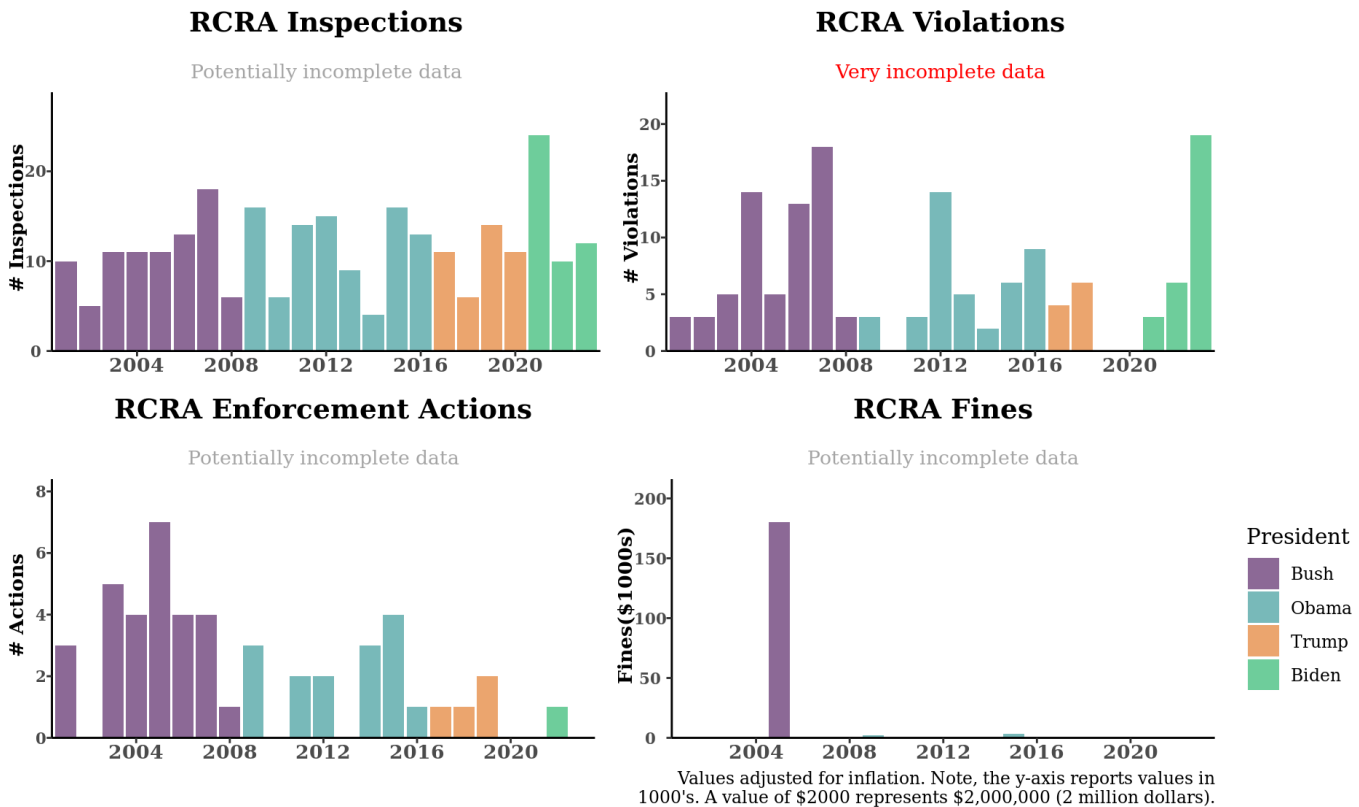 RCRA Inspections
Potentially incomplete data
# Inspections
20
10
0
2004 2008 2012 2016 2020
RCRA Violations
Very incomplete data
# Violations
20
15
10
5
0
2004 2008 2012 2016 2020
RCRA Enforcement Actions
Potentially incomplete data
# Actions
8
6
4
2
0
2004 2008 2012 2016 2020
RCRA Fines
Potentially incomplete data
Fines($1000s)
200
150
100
50
0
2004 2008 2012 2016 2020
President
Bush
Obama
Trump
Biden
Values adjusted for inflation. Note, the y-axis reports values in
1000's. A value of $2000 represents $2,000,000 (2 million dollars).